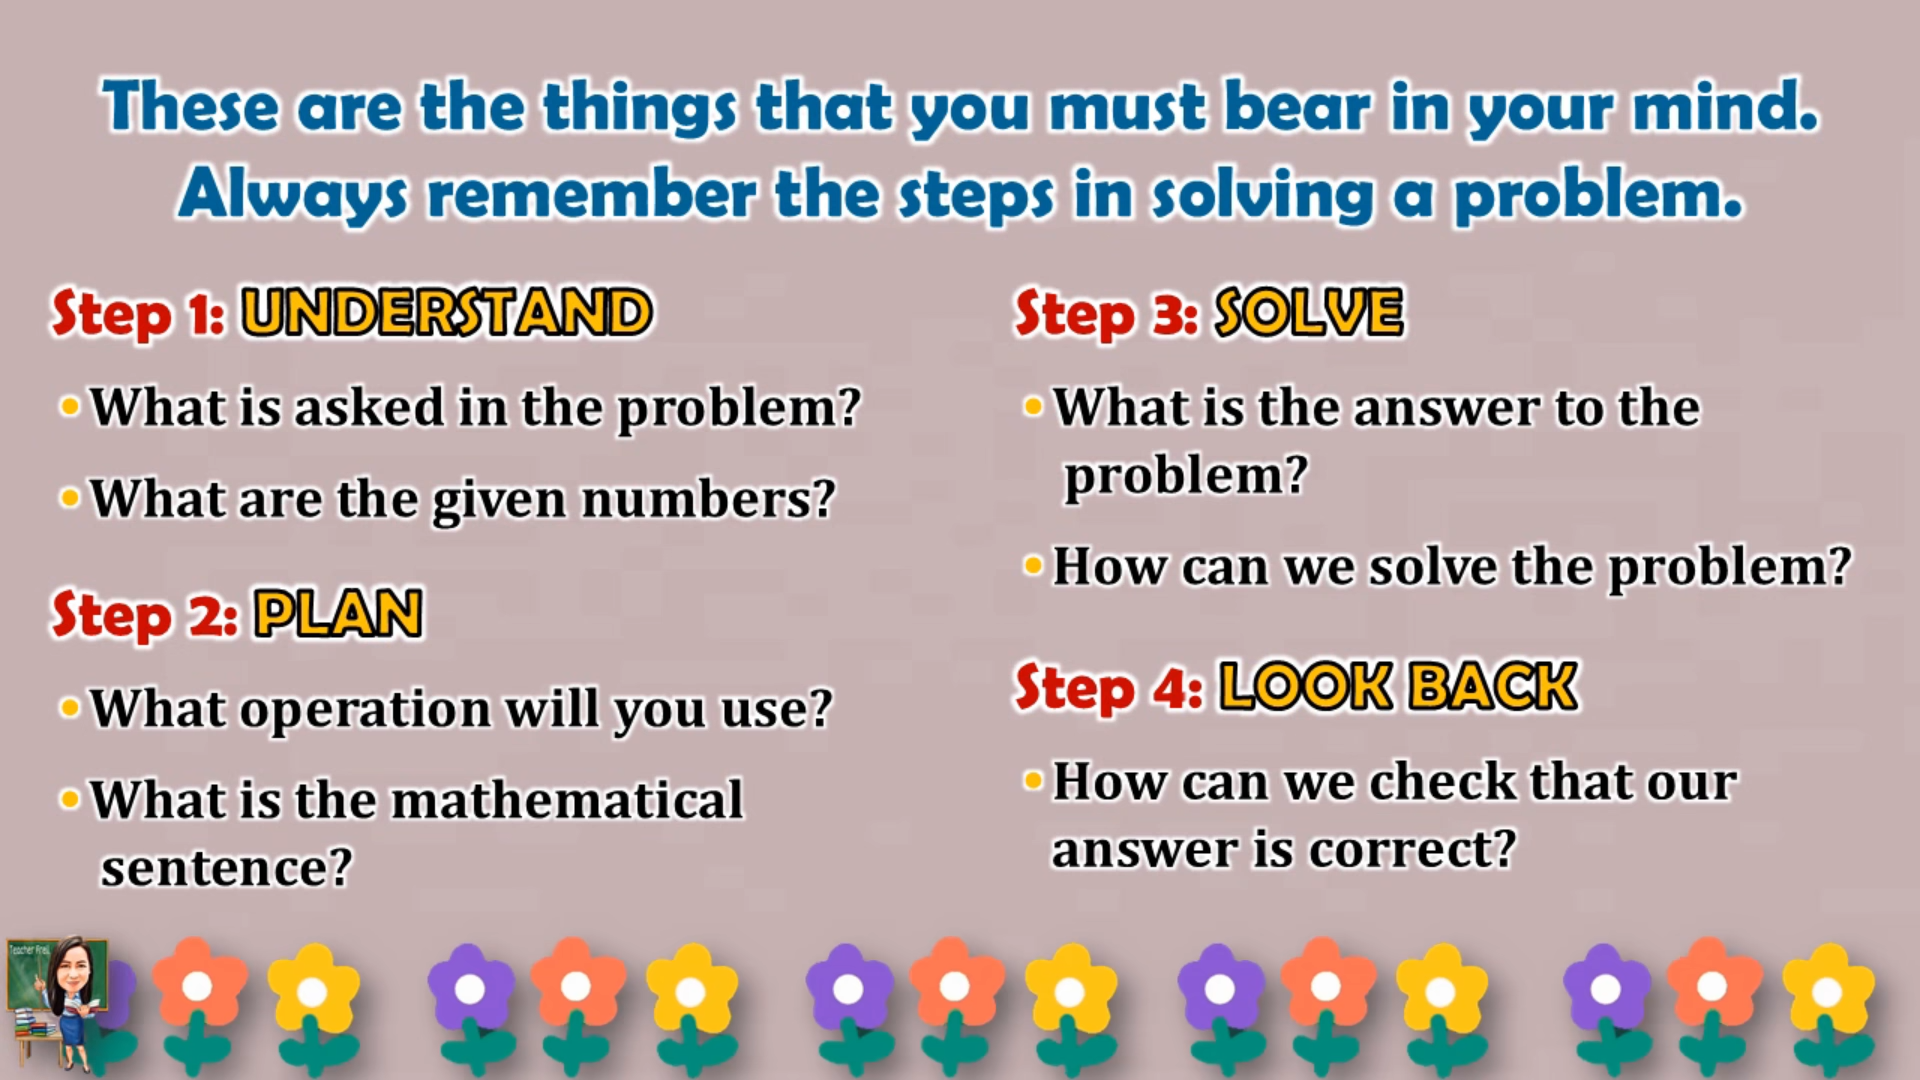 These are the things that you must bear in your mind.
Always remember the steps in solving a problem.
Step 1: UNDERSTAND
• What is asked in the problem?
• What are the given numbers?
Step 2: PLAN
• What operation will you use?
• What is the mathematical
sentence?
Step 3: SOLVE
• What is the answer to the
problem?
• How can we solve the problem?
Step 4: LOOK BACK
• How can we check that our
answer is correct?
Teacher